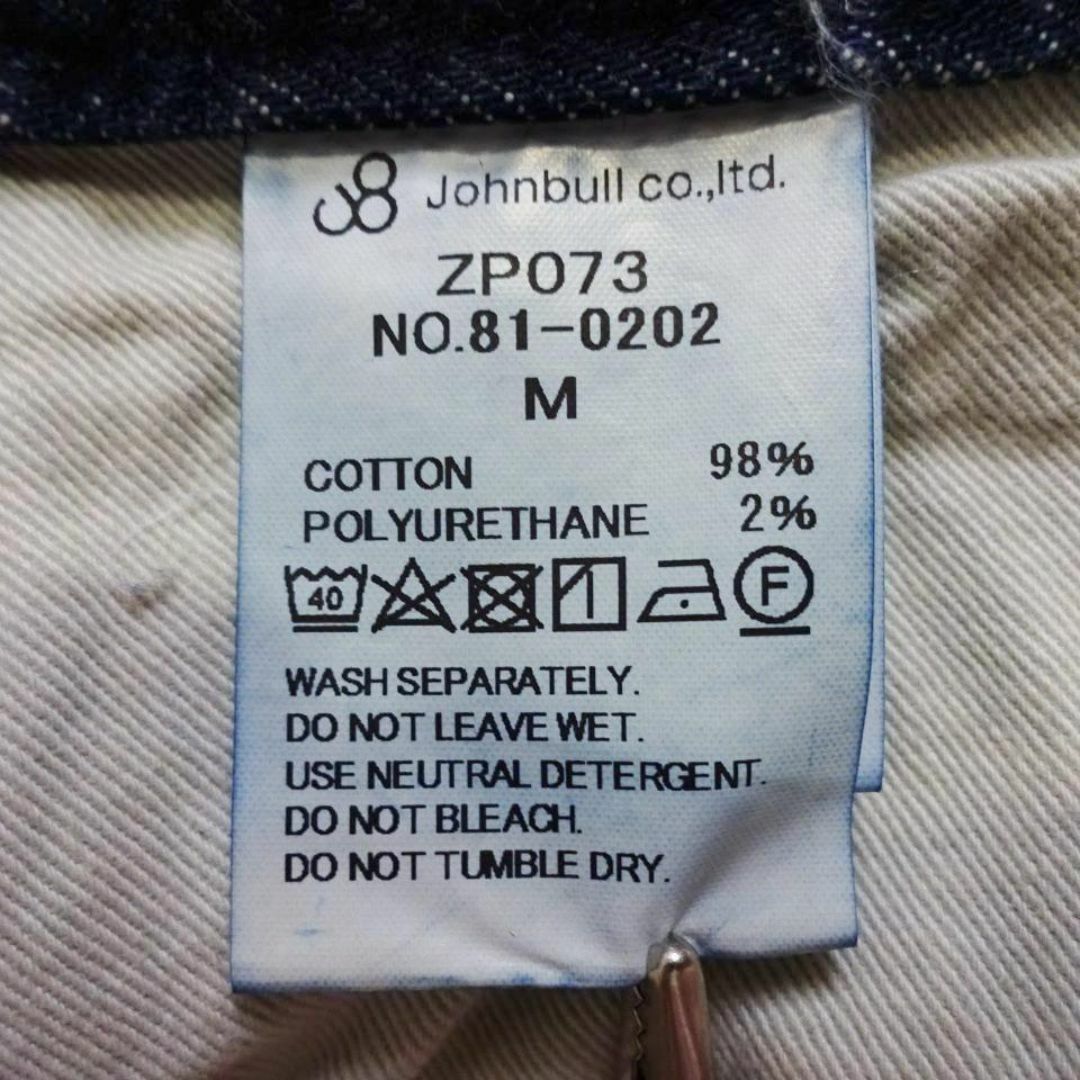 J8 Johnbull co.,ltd.
ZP073
NO.81-0202
M
COTTON 98%
POLYURETHANE 2%
40 F
WASH SEPARATELY.
DO NOT LEAVE WET.
USE NEUTRAL DETERGENT.
DO NOT BLEACH.
DO NOT TUMBLE DRY.